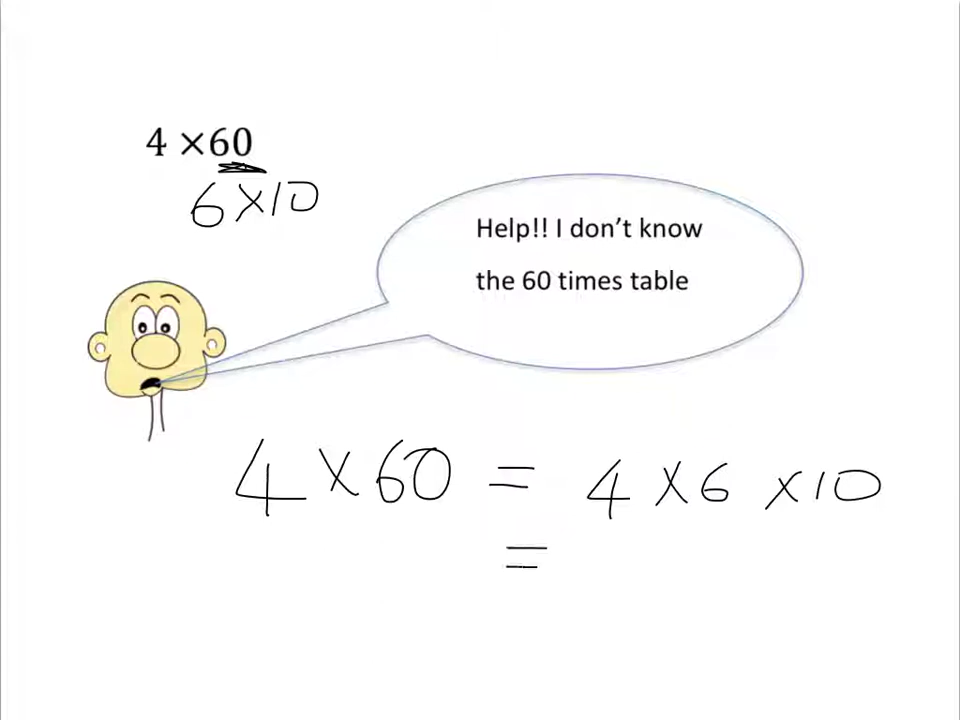 4 ×60
6×10
Help!! I don't know
the 60 times table
4 × 60 = 4 × 6 × 10
=